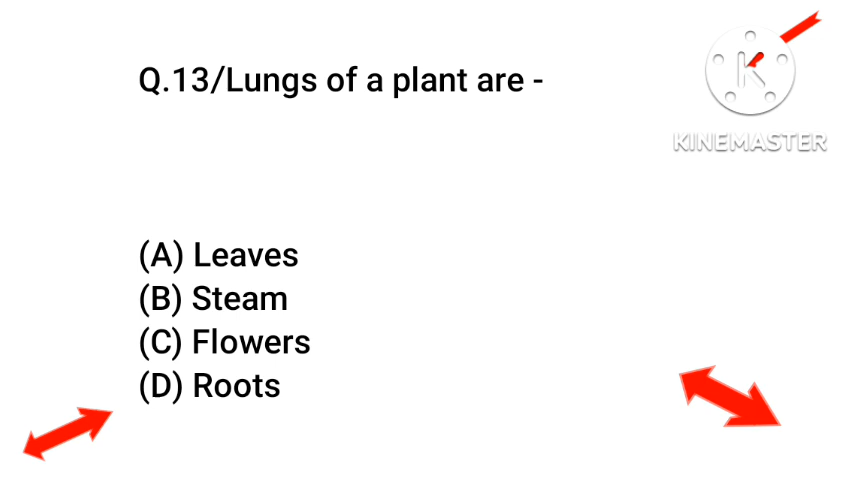 Q.13/Lungs of a plant are -
KINEMASTER
(A) Leaves
(B) Steam
(C) Flowers
(D) Roots